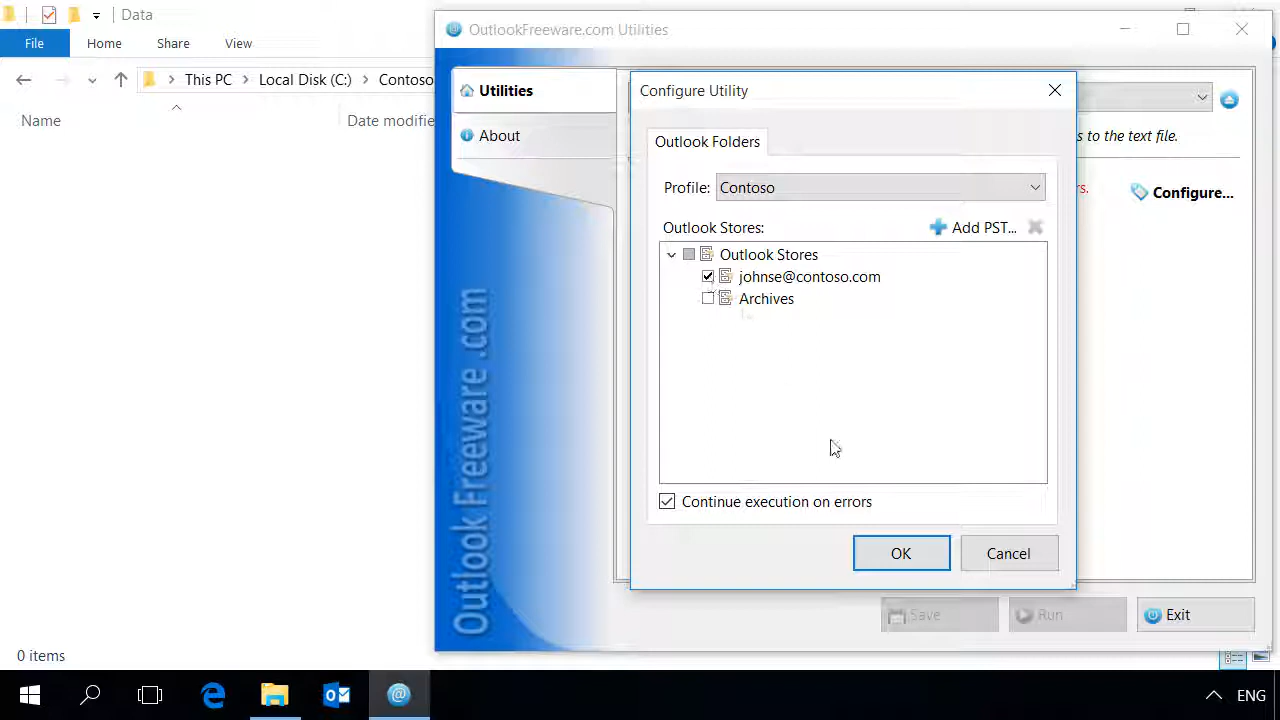 Data
File
Home
Share
View
This PC
Local Disk (C:)
Contoso
Name
Date modifie
0 items
OutlookFreeware.com Utilities
Utilities
About
Outlook Freeware .com
s to the text file.
rs.
Configure...
Configure Utility
Outlook Folders
Profile:
Contoso
Outlook Stores:
Add PST...
Outlook Stores
johnse@contoso.com
Archives
Continue execution on errors
OK
Cancel
Save
Run
Exit
ENG